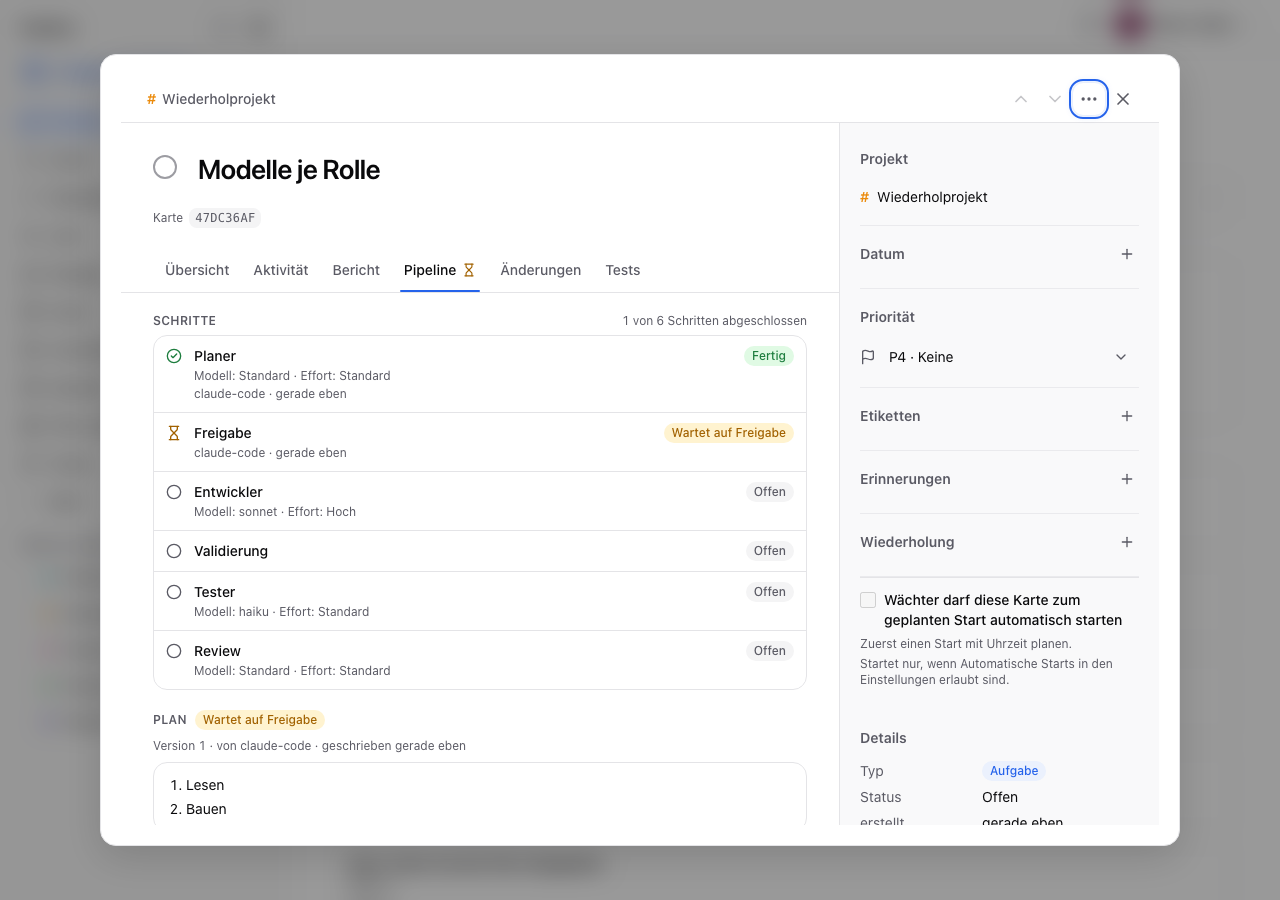 # Wiederholprojekt
Modelle je Rolle
Karte 47DC36AF
Übersicht Aktivität Bericht Pipeline Änderungen Tests
SCHRITTE 1 von 6 Schritten abgeschlossen
Planer Fertig
Modell: Standard · Effort: Standard
claude-code · gerade eben
Freigabe Wartet auf Freigabe
claude-code · gerade eben
Entwickler Offen
Modell: sonnet · Effort: Hoch
Validierung Offen
Tester Offen
Modell: haiku · Effort: Standard
Review Offen
Modell: Standard · Effort: Standard
PLAN Wartet auf Freigabe
Version 1 · von claude-code · geschrieben gerade eben
1. Lesen
2. Bauen
Projekt
# Wiederholprojekt
Datum
Priorität
P4 · Keine
Etiketten
Erinnerungen
Wiederholung
Wächter darf diese Karte zum
geplanten Start automatisch starten
Zuerst einen Start mit Uhrzeit planen.
Startet nur, wenn Automatische Starts in den
Einstellungen erlaubt sind.
Details
Typ Aufgabe
Status Offen
erstellt gerade eben